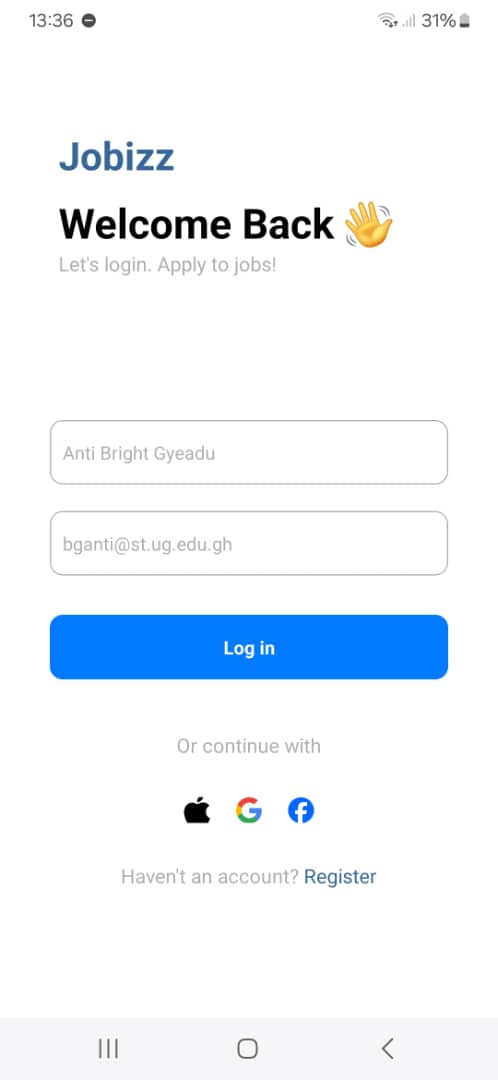 13:36 31%
Jobizz
Welcome Back 👋
Let's login. Apply to jobs!
Anti Bright Gyeadu
bganti@st.ug.edu.gh
Log in
Or continue with
Haven't an account? Register